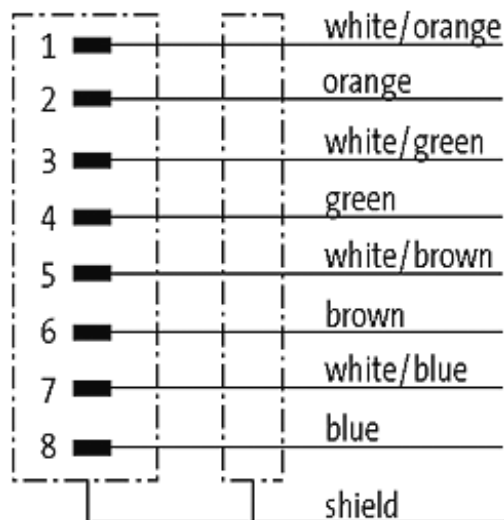 1 white/orange
2 orange
3 white/green
4 green
5 white/brown
6 brown
7 white/blue
8 blue
shield